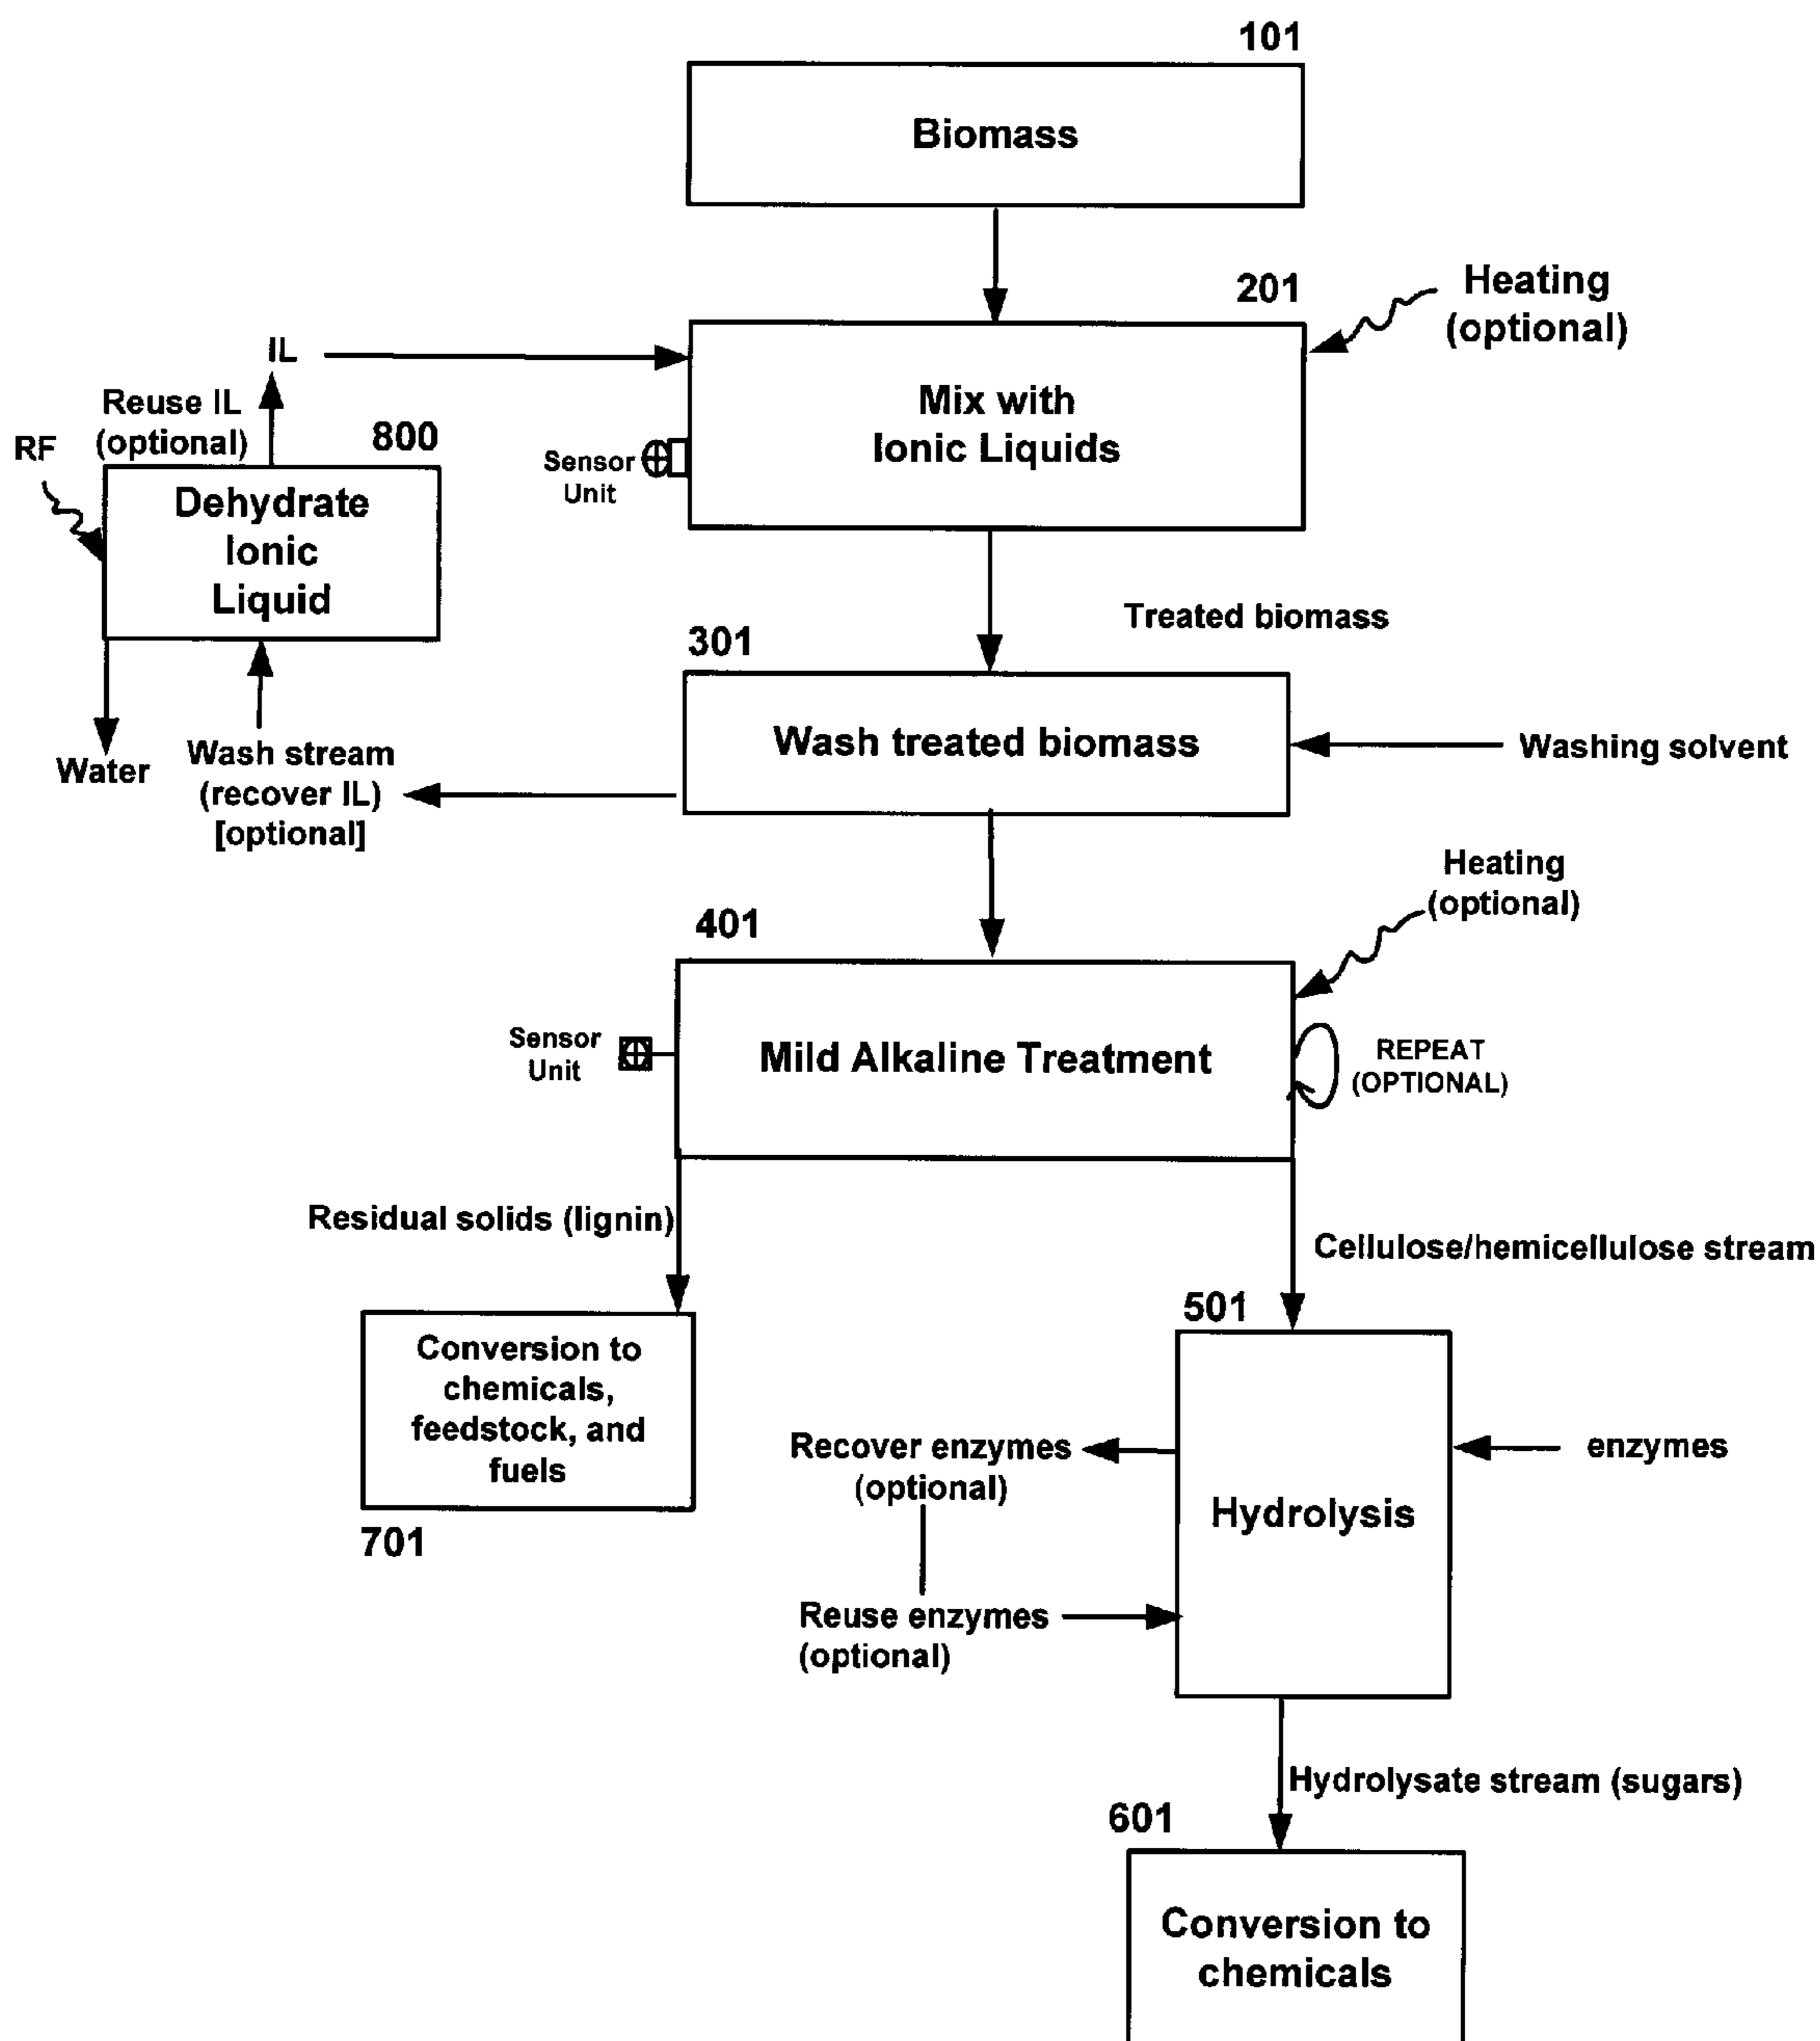 101
Biomass
201
Heating
(optional)
IL
Mix with
Ionic Liquids
Reuse IL
(optional)
RF
800
Sensor
Unit
Dehydrate
Ionic
Liquid
Treated biomass
301
Wash treated biomass
Washing solvent
Water
Wash stream
(recover IL)
[optional]
Heating
(optional)
401
Sensor
Unit
Mild Alkaline Treatment
REPEAT
(OPTIONAL)
Residual solids (lignin)
Cellulose/hemicellulose stream
501
Conversion to
chemicals,
feedstock, and
fuels
701
Recover enzymes
(optional)
enzymes
Hydrolysis
Reuse enzymes
(optional)
Hydrolysate stream (sugars)
601
Conversion to
chemicals